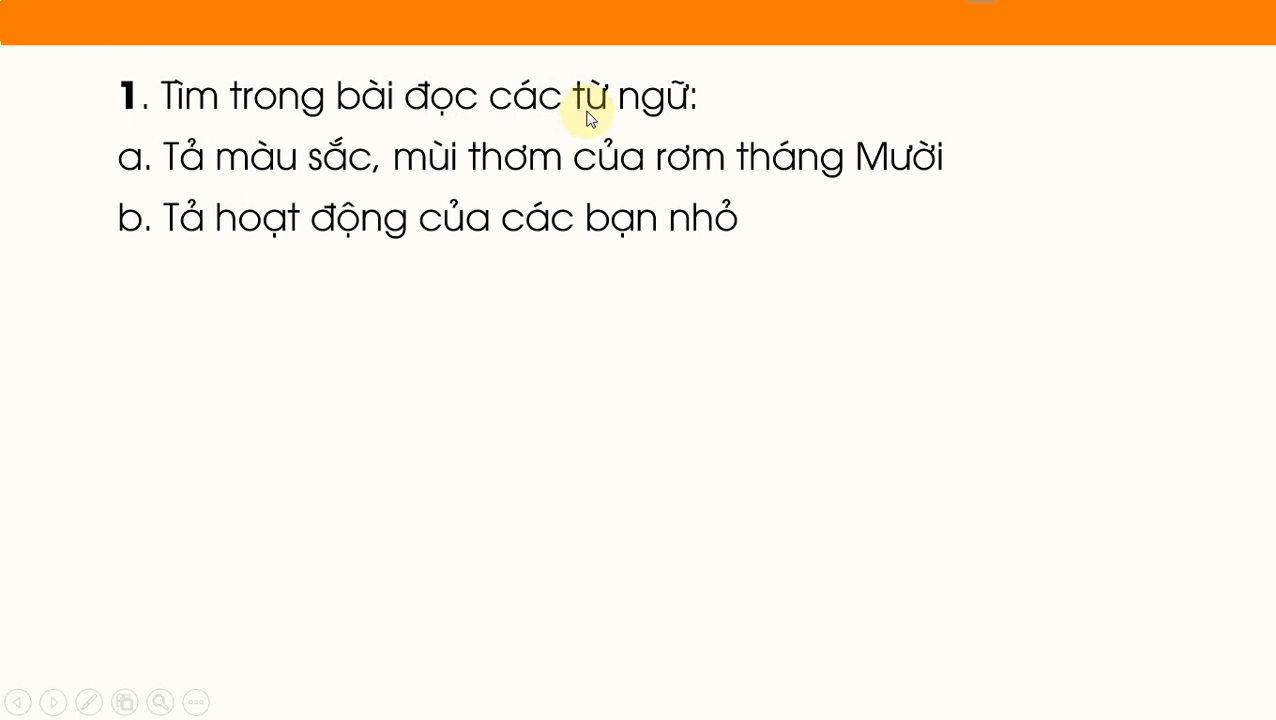 1. Tìm trong bài đọc các từ ngữ:
a. Tả màu sắc, mùi thơm của rơm tháng Mười
b. Tả hoạt động của các bạn nhỏ